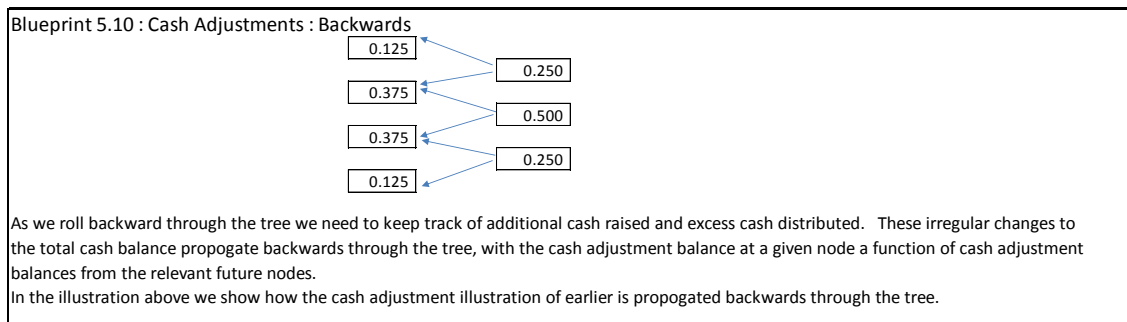 Blueprint 5.10 : Cash Adjustments : Backwards
0.125
0.250
0.375
0.500
0.375
0.250
0.125
As we roll backward through the tree we need to keep track of additional cash raised and excess cash distributed. These irregular changes to
the total cash balance propogate backwards through the tree, with the cash adjustment balance at a given node a function of cash adjustment
balances from the relevant future nodes.
In the illustration above we show how the cash adjustment illustration of earlier is propogated backwards through the tree.